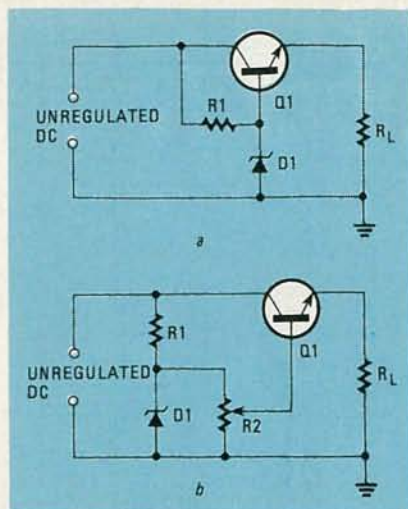 UNREGULATED
DC
R1
Q1
D1
RL
a
UNREGULATED
DC
R1
D1
R2
Q1
RL
b